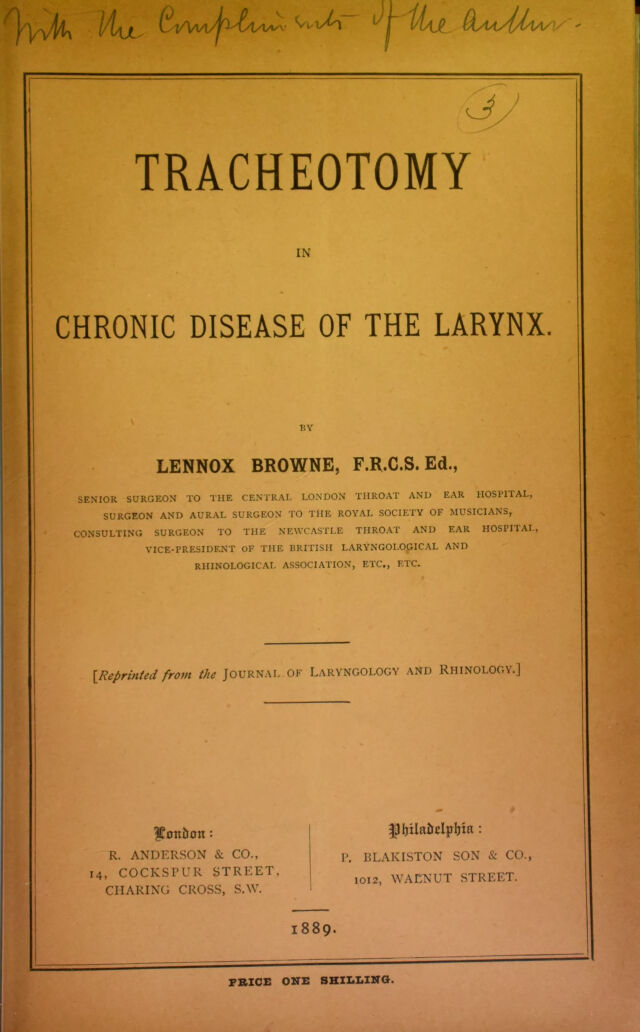 With the Compliments of the Author.
3
TRACHEOTOMY
IN
CHRONIC DISEASE OF THE LARYNX.
BY
LENNOX BROWNE, F.R.C.S. Ed.,
SENIOR SURGEON TO THE CENTRAL LONDON THROAT AND EAR HOSPITAL,
SURGEON AND AURAL SURGEON TO THE ROYAL SOCIETY OF MUSICIANS,
CONSULTING SURGEON TO THE NEWCASTLE THROAT AND EAR HOSPITAL,
VICE-PRESIDENT OF THE BRITISH LARYNGOLOGICAL AND
RHINOLOGICAL ASSOCIATION, ETC., ETC.
[Reprinted from the JOURNAL OF LARYNGOLOGY AND RHINOLOGY.]
London:
R. ANDERSON & CO.,
14, COCKSPUR STREET,
CHARING CROSS, S.W.
Philadelphia:
P. BLAKISTON SON & CO.,
1012, WALNUT STREET.
1889.
PRICE ONE SHILLING.